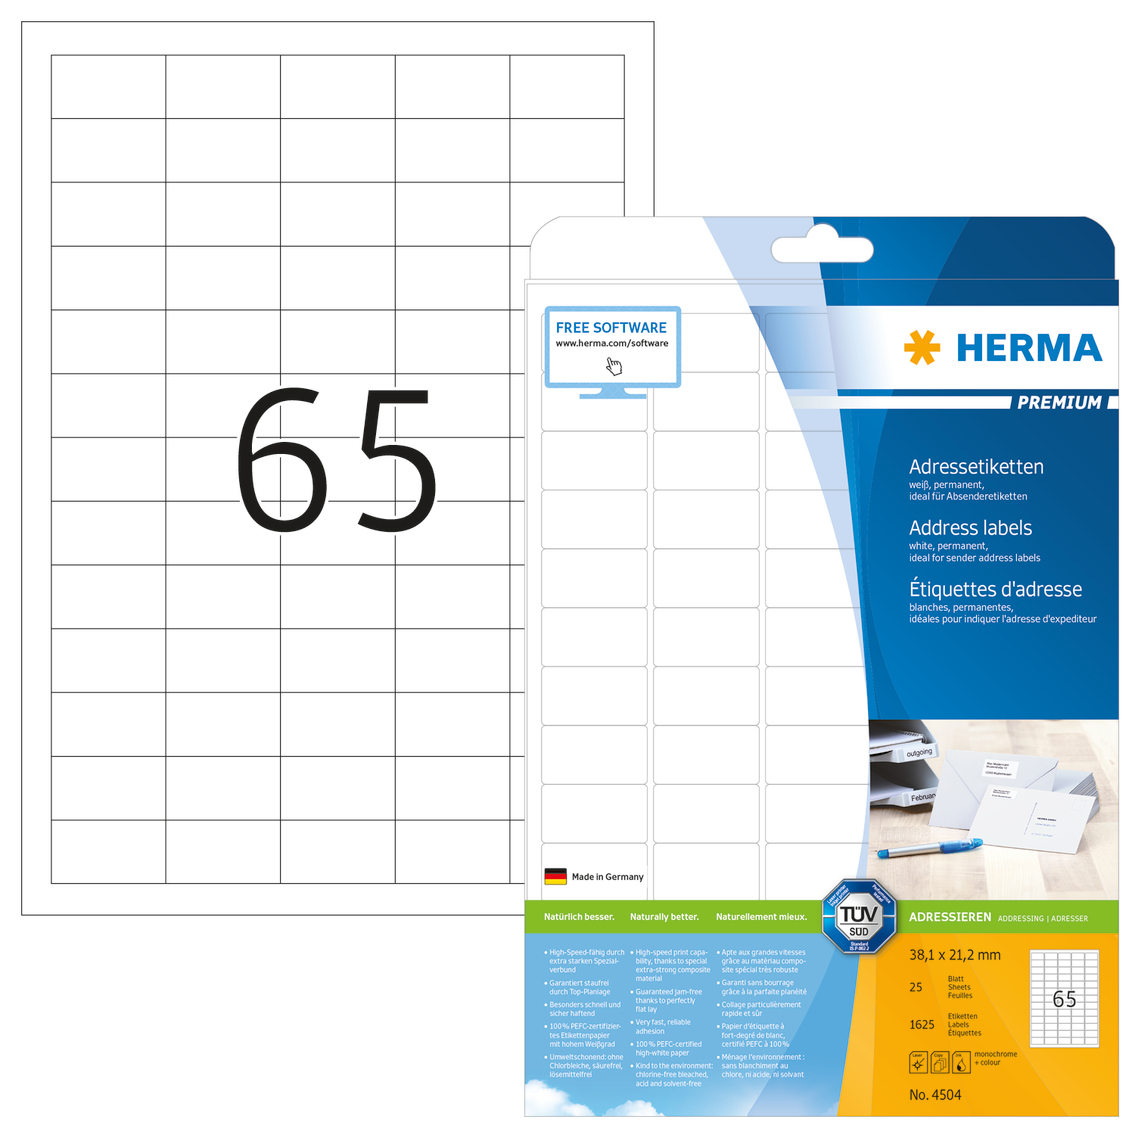 65
FREE SOFTWARE
www.herma.com/software
HERMA
PREMIUM
Adressetiketten
weiß, permanent,
ideal für Absenderetiketten
Address labels
white, permanent,
ideal for sender address labels
Étiquettes d'adresse
blanches, permanentes,
idéales pour indiquer l'adresse d'expediteur
outgoing
February
Made in Germany
Natürlich besser.
Naturally better.
Naturellement mieux.
TÜV
SÜD
ADRESSIEREN ADDRESSING | ADRESSER
• High-Speed-fähig durch
extra starken Spezial-
verbund
• Garantiert staufrei
durch Top-Planlage
• Besonders schnell und
sicher haftend
• 100% PEFC-zertifizier-
tes Etikettenpapier
mit hohem Weißgrad
• Umweltschonend: ohne
Chlorbleiche, säurefrei,
lösemittelfrei
• High-speed print capa-
bility, thanks to special
extra-strong composite
material
• Guaranteed jam-free
thanks to perfectly
flat lay
• Very fast, reliable
adhesion
• 100% PEFC-certified
high-white paper
• Kind to the environment:
chlorine-free bleached,
acid and solvent-free
• Apte aux grandes vitesses
grâce au matériau compo-
site spécial très robuste
• Garanti sans bourrage
grâce à la parfaite planéité
• Collage particulièrement
rapide et sûr
• Papier d'étiquette à
fort-degré de blanc,
certifié PEFC à 100%
• Ménage l'environnement :
sans blanchiment au
chlore, ni acide, ni solvant
38,1 x 21,2 mm
25
Blatt
Sheets
Feuilles
1625
Etiketten
Labels
Étiquettes
65
Laser
Copy
Ink
monochrome
+ colour
No. 4504